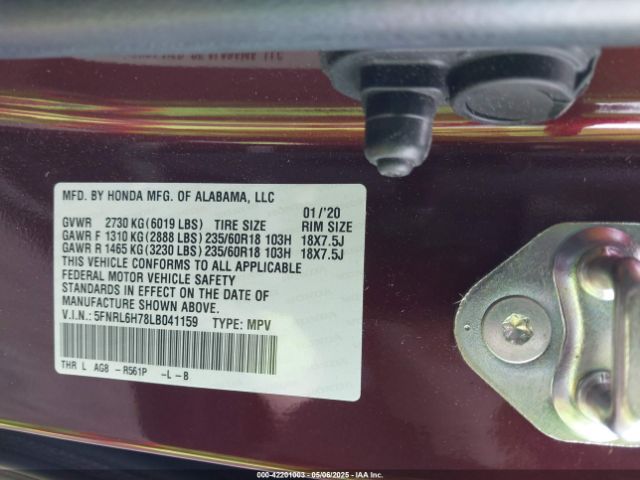 MFD. BY HONDA MFG. OF ALABAMA, LLC
01/'20
GVWR 2730 KG (6019 LBS) TIRE SIZE RIM SIZE
GAWR F 1310 KG (2888 LBS) 235/60R18 103H 18X7.5J
GAWR R 1465 KG (3230 LBS) 235/60R18 103H 18X7.5J
THIS VEHICLE CONFORMS TO ALL APPLICABLE
FEDERAL MOTOR VEHICLE SAFETY
STANDARDS IN EFFECT ON THE DATE OF
MANUFACTURE SHOWN ABOVE.
V.I.N.: 5FNRL6H78LB041159 TYPE: MPV
THR L AG8 - R561P -L - 8
000-42201003 - 05/06/2025 - IAA Inc.